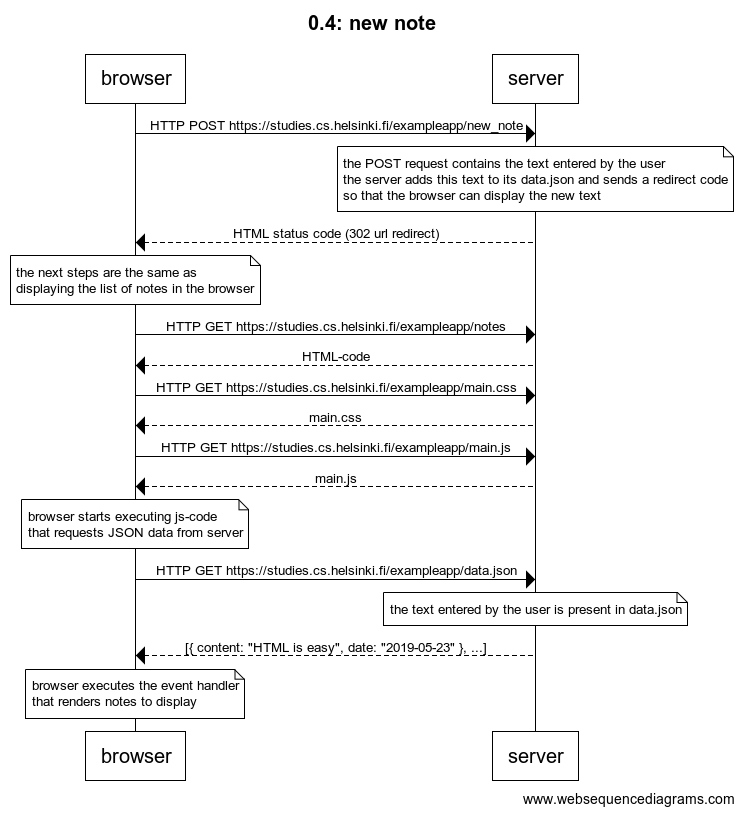 0.4: new note
browser
server
HTTP POST https://studies.cs.helsinki.fi/exampleapp/new_note
the POST request contains the text entered by the user
the server adds this text to its data.json and sends a redirect code
so that the browser can display the new text
HTML status code (302 url redirect)
the next steps are the same as
displaying the list of notes in the browser
HTTP GET https://studies.cs.helsinki.fi/exampleapp/notes
HTML-code
HTTP GET https://studies.cs.helsinki.fi/exampleapp/main.css
main.css
HTTP GET https://studies.cs.helsinki.fi/exampleapp/main.js
main.js
browser starts executing js-code
that requests JSON data from server
HTTP GET https://studies.cs.helsinki.fi/exampleapp/data.json
the text entered by the user is present in data.json
[{ content: "HTML is easy", date: "2019-05-23" }, ...]
browser executes the event handler
that renders notes to display
browser
server
www.websequencediagrams.com